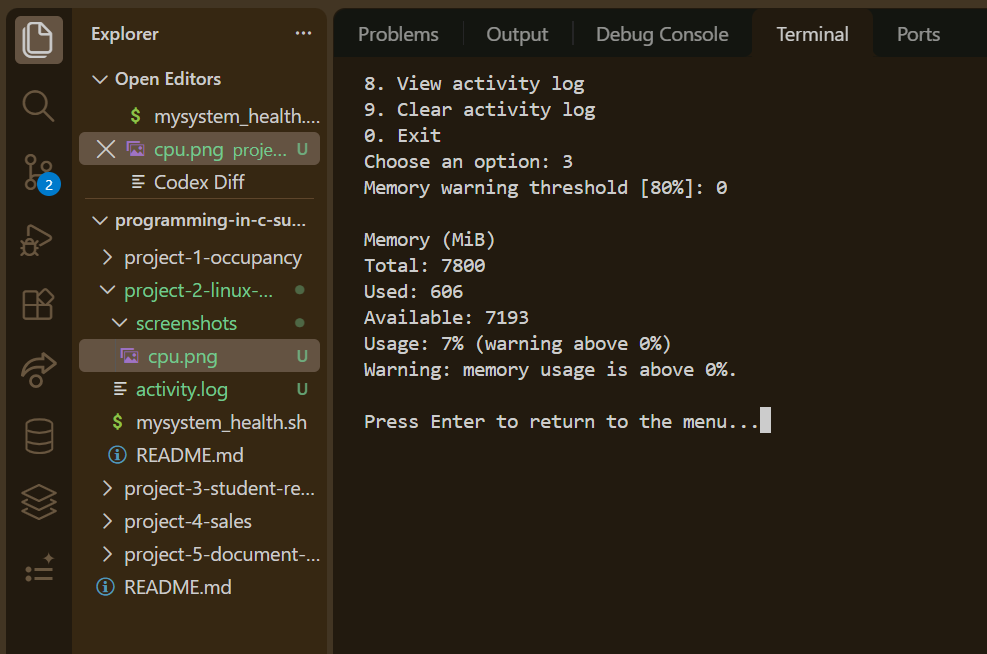 Explorer
Open Editors
$ mysystem_health....
cpu.png proje... U
Codex Diff
2
programming-in-c-su...
project-1-occupancy
project-2-linux-...
screenshots
cpu.png U
activity.log U
$ mysystem_health.sh
README.md
project-3-student-re...
project-4-sales
project-5-document-...
README.md
Problems Output Debug Console Terminal Ports
8. View activity log
9. Clear activity log
0. Exit
Choose an option: 3
Memory warning threshold [80%]: 0
Memory (MiB)
Total: 7800
Used: 606
Available: 7193
Usage: 7% (warning above 0%)
Warning: memory usage is above 0%.
Press Enter to return to the menu...